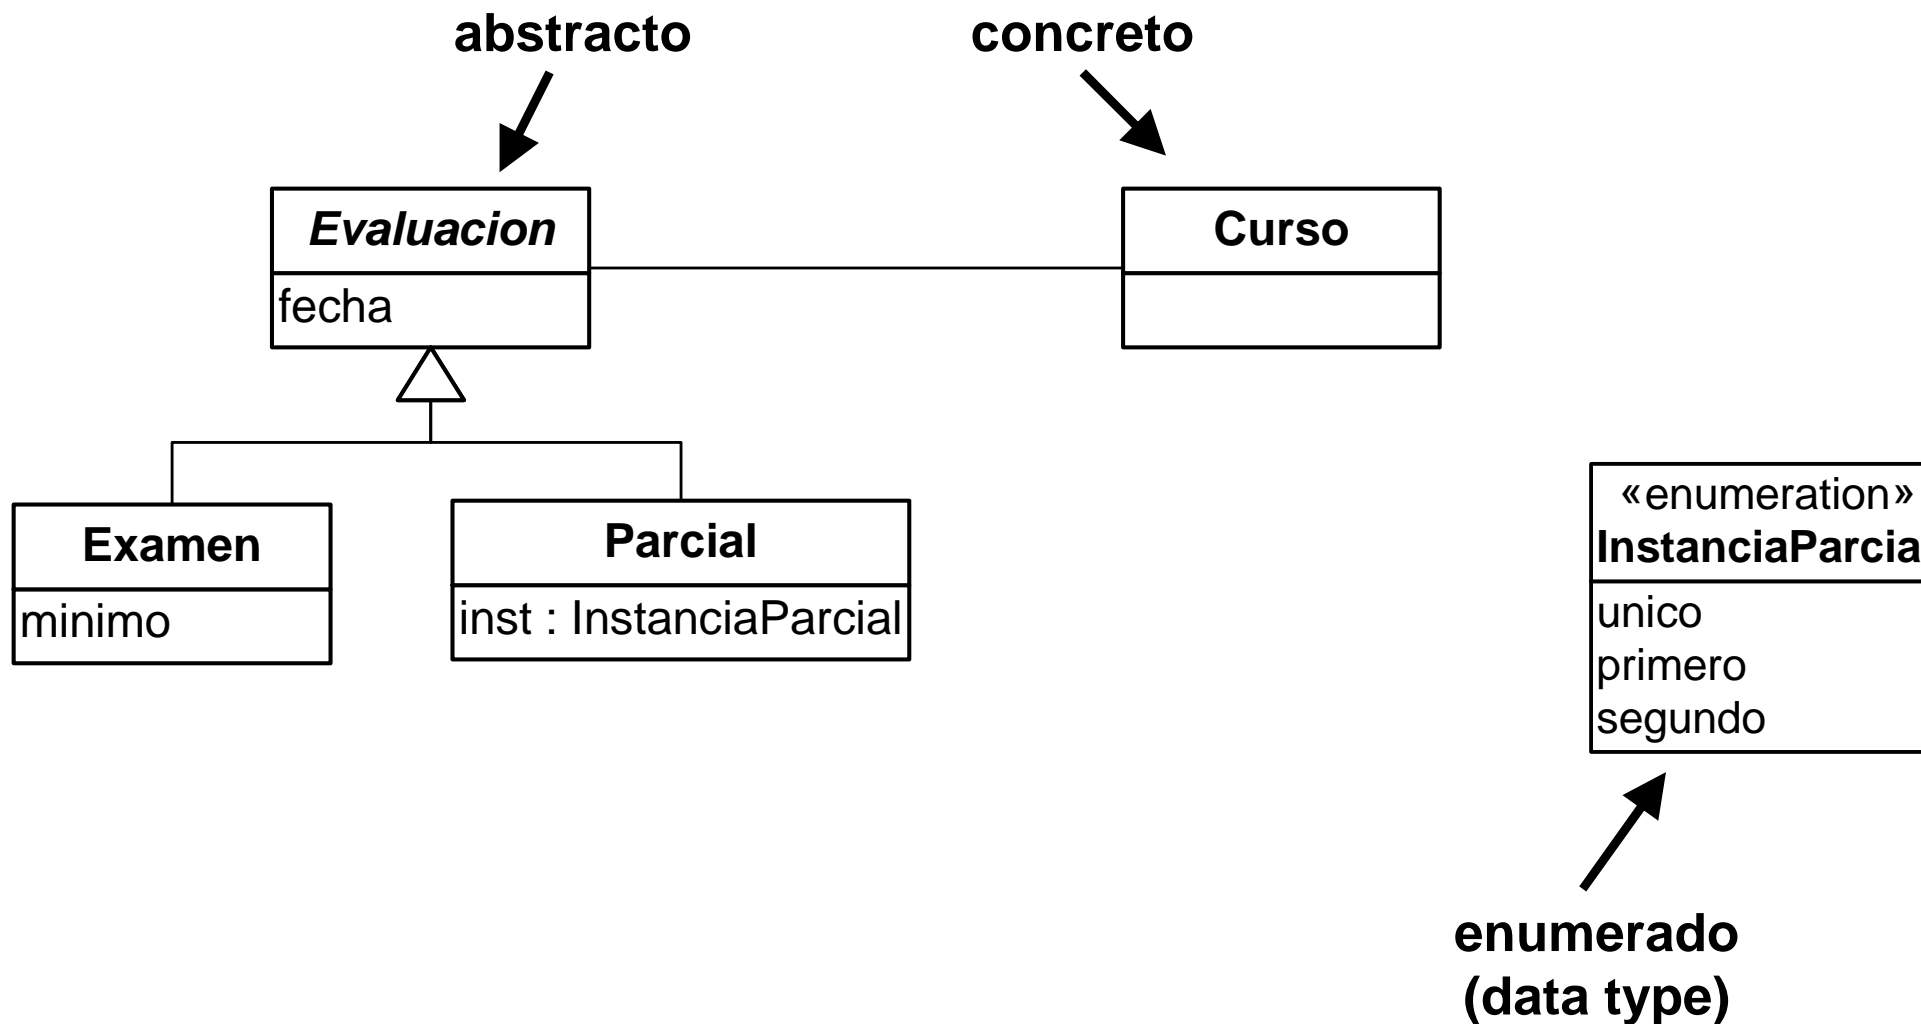 abstracto
concreto
Evaluacion
fecha
Curso
Examen
minimo
Parcial
inst : InstanciaParcial
«enumeration»
InstanciaParcia
unico
primero
segundo
enumerado
(data type)